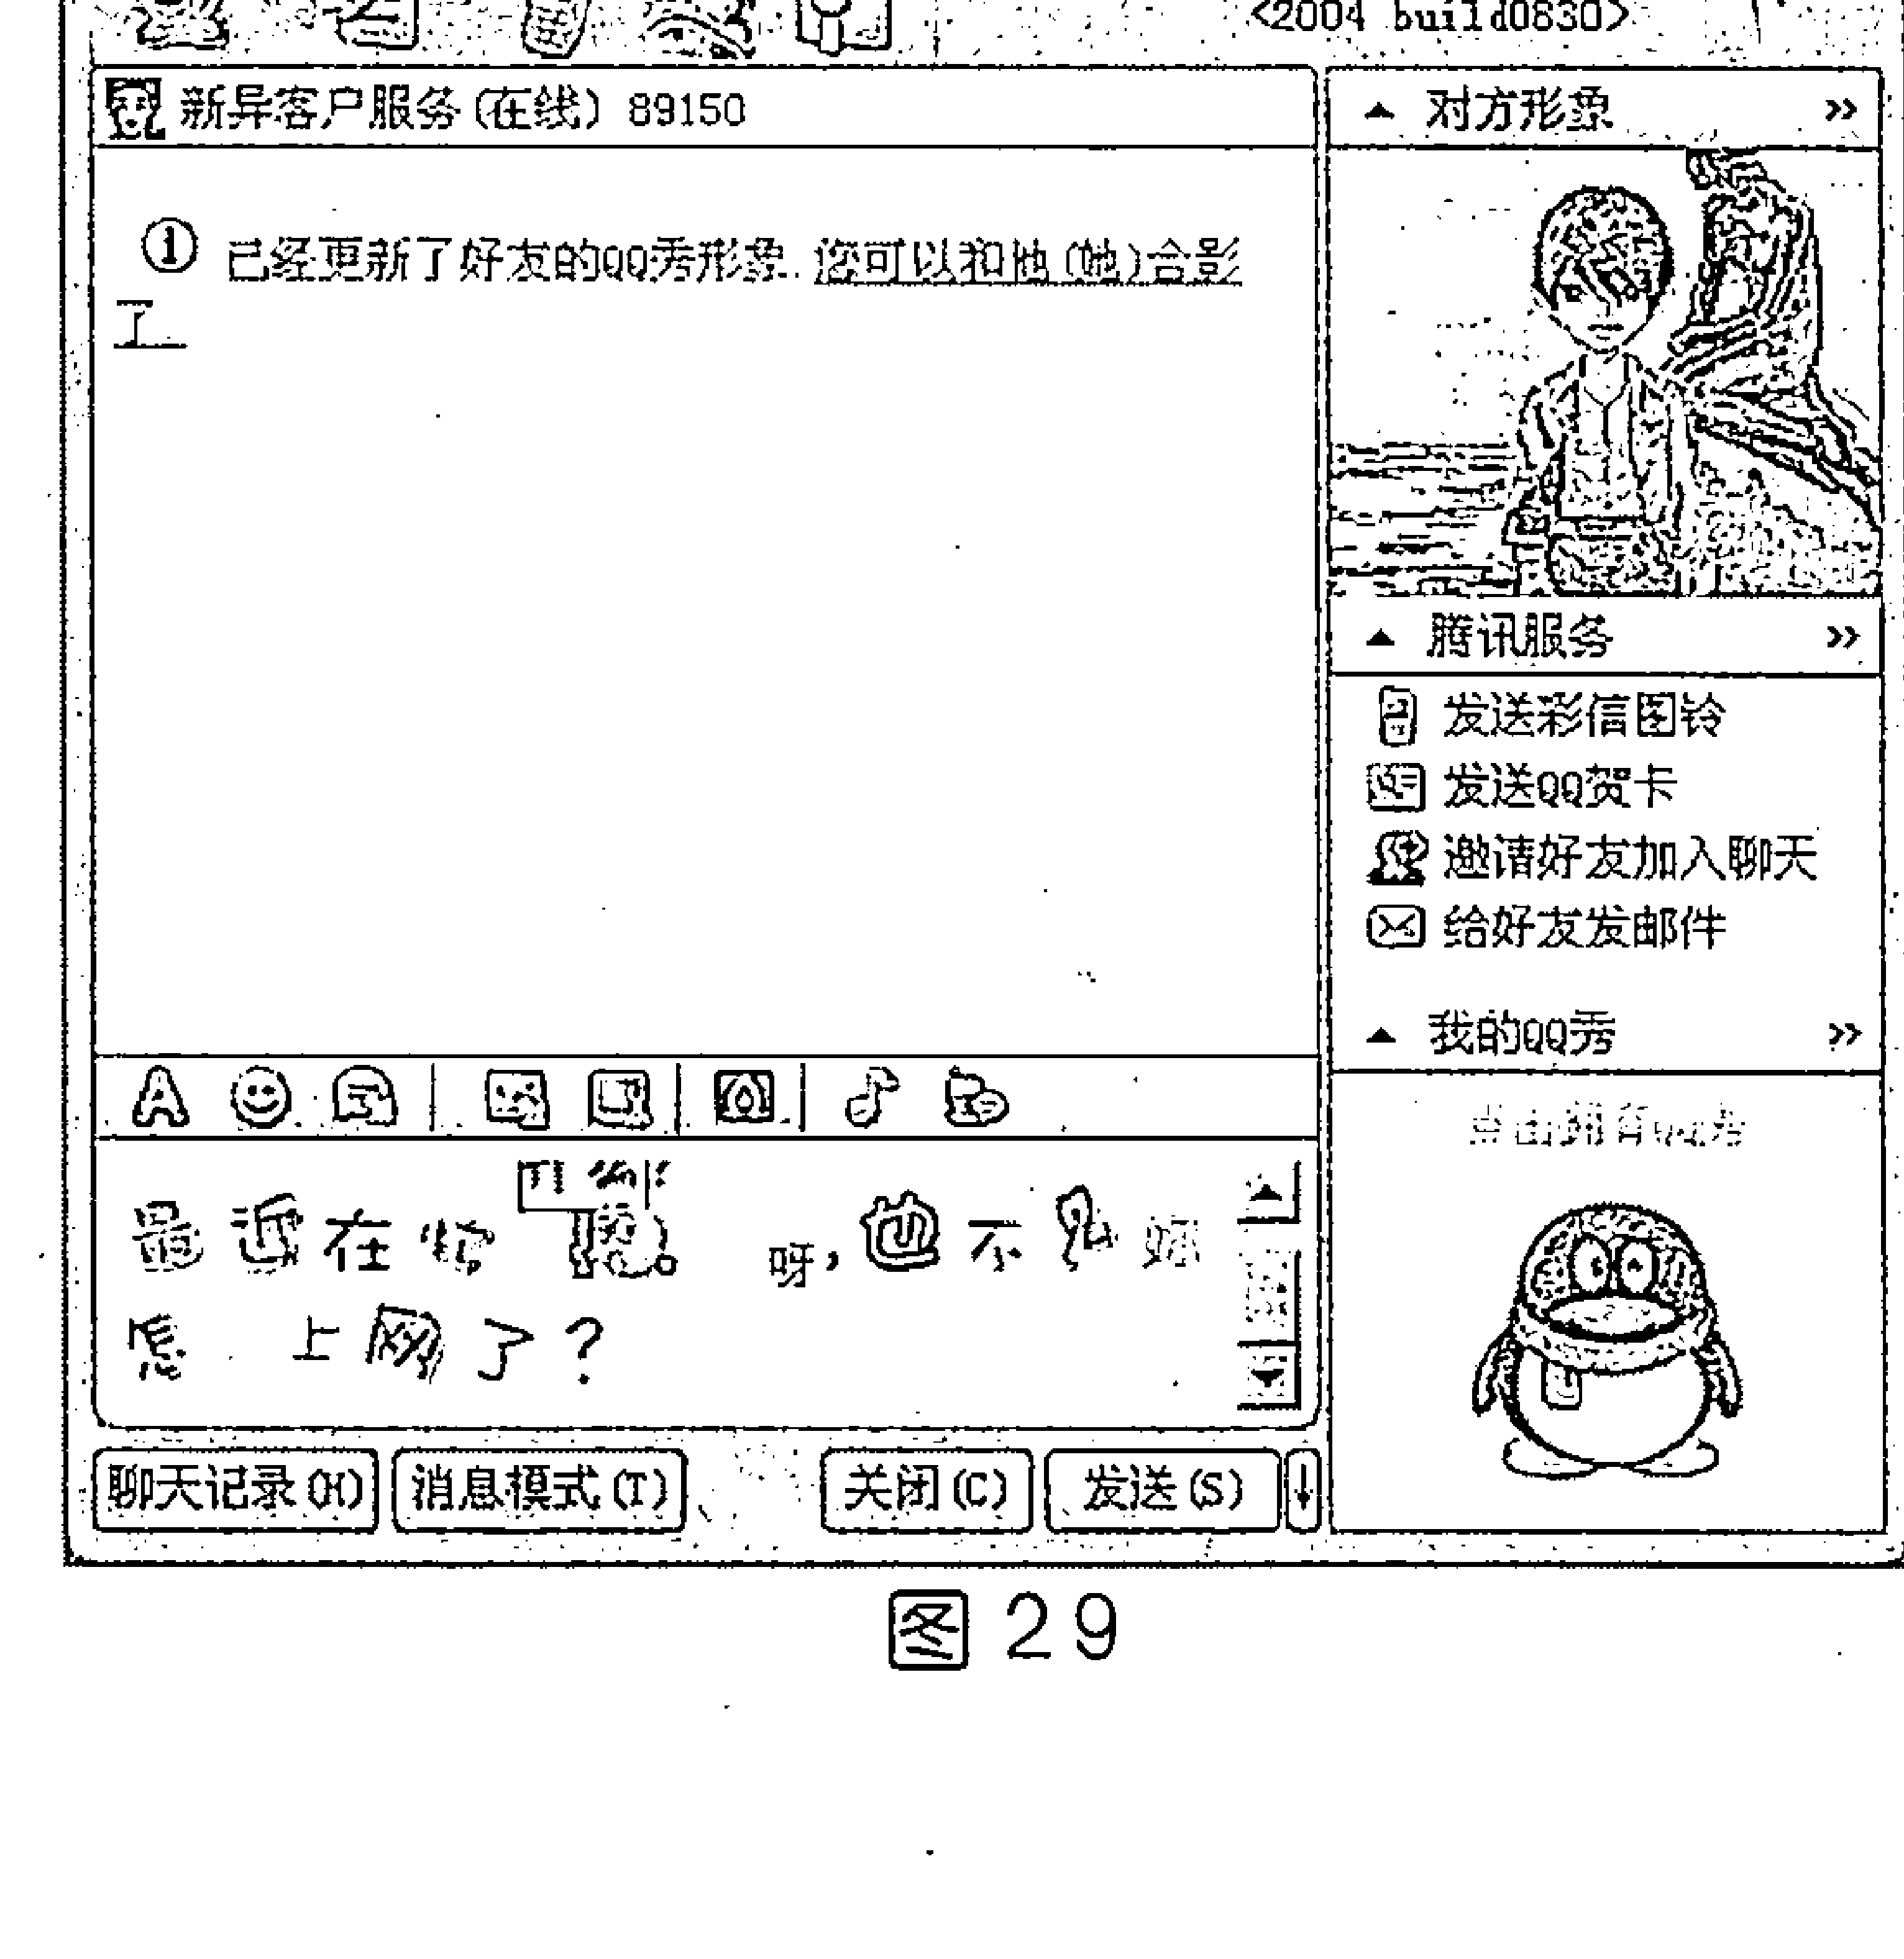 <2004 build0630>
新异客户服务(在线) 89150
已经更新了好友的QQ秀形象. 您可以和他(她)合影
了.
对方形象
腾讯服务
发送彩信图铃
发送QQ贺卡
邀请好友加入聊天
给好友发邮件
我的QQ秀
最近在忙 呀,也不见
上网了?
聊天记录(H)
消息模式(T)
关闭(C)
发送(S)
图 29